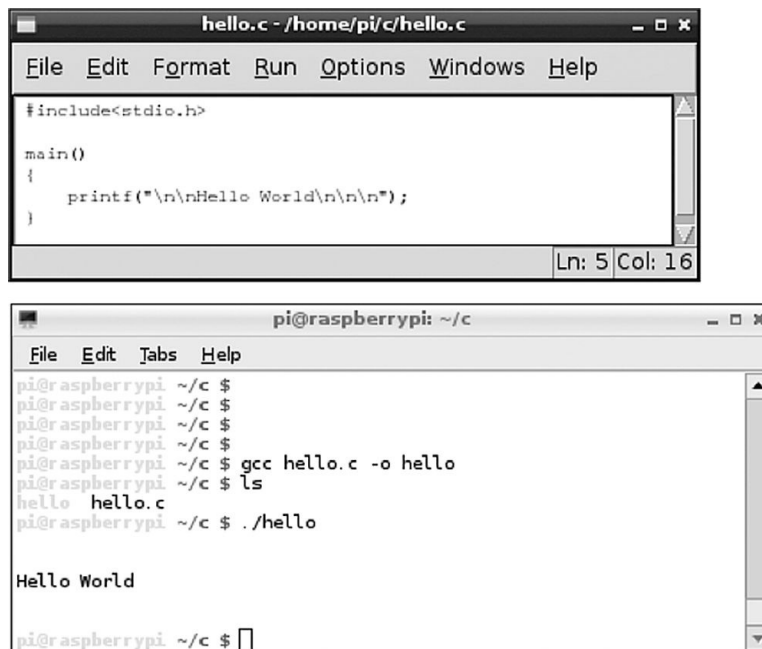 hello.c - /home/pi/c/hello.c
File Edit Format Run Options Windows Help
#include<stdio.h>
main()
{
    printf("\n\nHello World\n\n\n");
}
Ln: 5 Col: 16
pi@raspberrypi: ~/c
File Edit Tabs Help
pi@raspberrypi ~/c $
pi@raspberrypi ~/c $
pi@raspberrypi ~/c $
pi@raspberrypi ~/c $
pi@raspberrypi ~/c $ gcc hello.c -o hello
pi@raspberrypi ~/c $ ls
hello hello.c
pi@raspberrypi ~/c $ ./hello
Hello World
pi@raspberrypi ~/c $